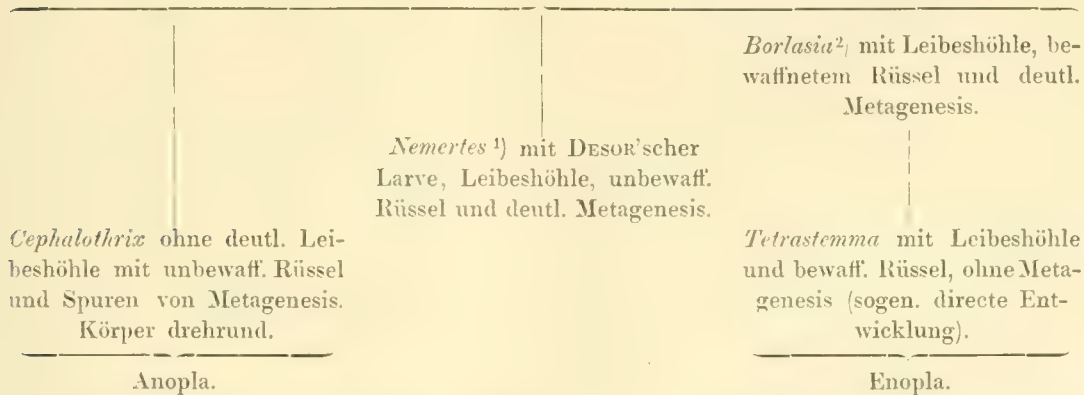 Borlasia²) mit Leibeshöhle, be-
waffnetem Rüssel und deutl.
Metagenesis.
Nemertes ¹) mit DESOR'scher
Larve, Leibeshöhle, unbewaff.
Rüssel und deutl. Metagenesis.
Cephalothrix ohne deutl. Lei-
beshöhle mit unbewaff. Rüssel
und Spuren von Metagenesis.
Körper drehrund.
Tetrastemma mit Leibeshöhle
und bewaff. Rüssel, ohne Meta-
genesis (sogen. directe Ent-
wicklung).
Anopla.
Enopla.